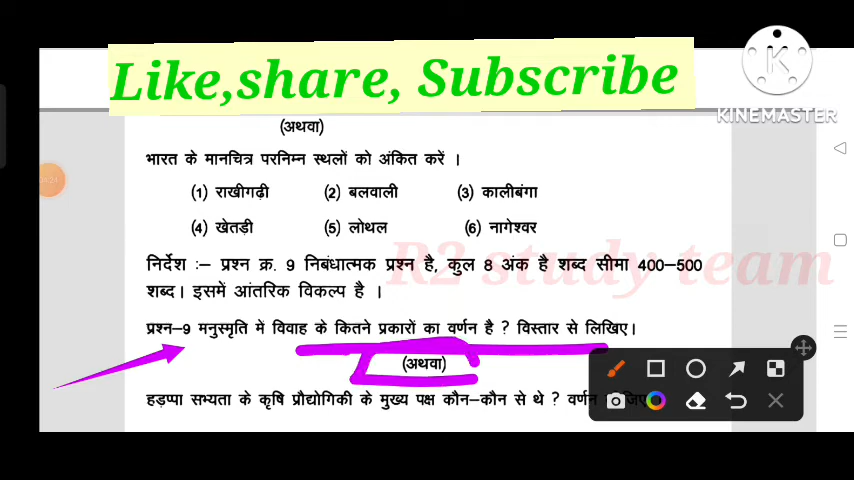 Like,share, Subscribe
KINEMASTER
(अथवा)
भारत के मानचित्र परनिम्न स्थलों को अंकित करें ।
(1) राखीगढ़ी (2) बलवाली (3) कालीबंगा
(4) खेतड़ी (5) लोथल (6) नागेश्वर
R2 study team
निर्देश :– प्रश्न क्र. 9 निबंधात्मक प्रश्न है, कुल 8 अंक है शब्द सीमा 400–500
शब्द। इसमें आंतरिक विकल्प है ।
प्रश्न–9 मनुस्मृति में विवाह के कितने प्रकारों का वर्णन है ? विस्तार से लिखिए।
(अथवा)
हड़प्पा सभ्यता के कृषि प्रौद्योगिकी के मुख्य पक्ष कौन–कौन से थे ? वर्णन